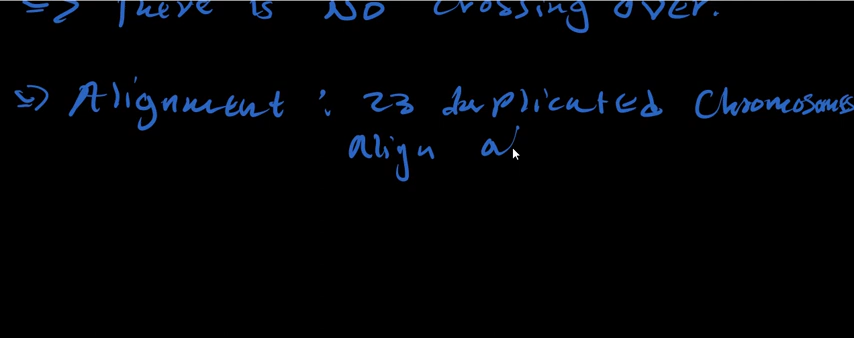 => There is No Crossing over.
=> Alignment : 23 duplicated Chromosomes
align a